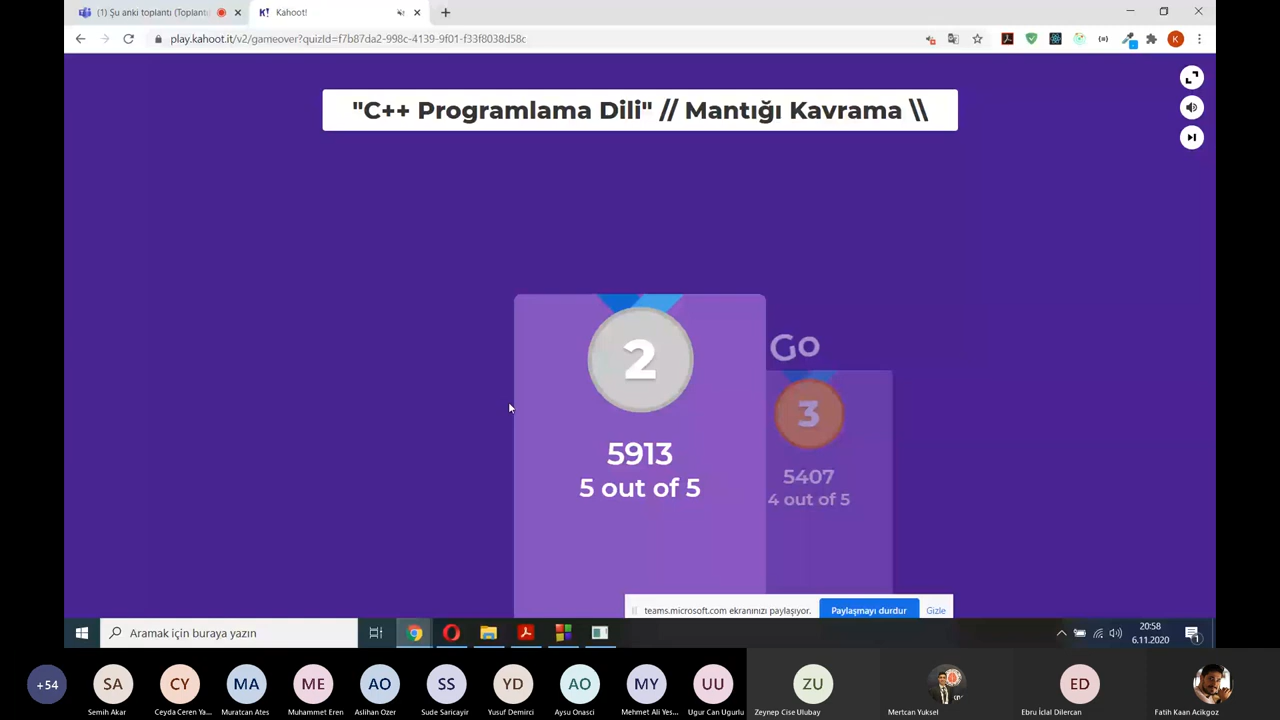 (1) Şu anki toplantı (Toplantı
Kahoot!
play.kahoot.it/v2/gameover?quizId=f7b87da2-998c-4139-9f01-f33f8038d58c
K
"C++ Programlama Dili" // Mantığı Kavrama \\
Go
2
5913
5 out of 5
3
5407
4 out of 5
teams.microsoft.com ekranınızı paylaşıyor.
Paylaşmayı durdur
Gizle
Aramak için buraya yazın
20:58
6.11.2020
1
+54
SA
CY
MA
ME
AO
SS
YD
AO
MY
UU
ZU
ED
Semih Akar
Ceyda Ceren Ya...
Muratcan Ates
Muhammet Eren
Aslihan Ozer
Sude Saricayir
Yusuf Demirci
Aysu Onasci
Mehmet Ali Yes...
Ugur Can Ugurlu
Zeynep Cise Ulubay
Mertcan Yuksel
Ebru İclal Dilercan
Fatih Kaan Acikgoz